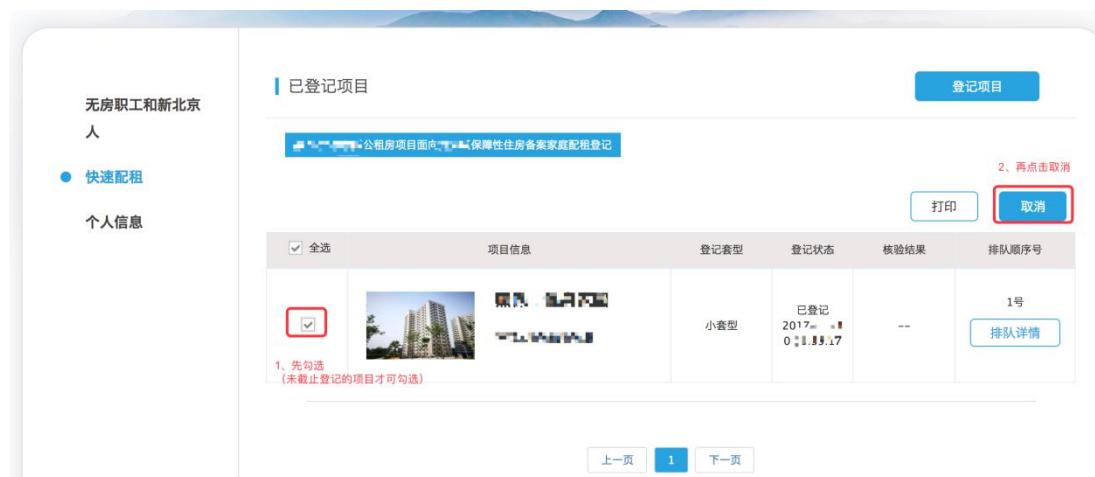 无房职工和新北京
人
快速配租
个人信息
已登记项目
登记项目
公租房项目面向
保障性住房备案家庭配租登记
2、再点击取消
打印
取消
全选
项目信息
登记套型
登记状态
核验结果
排队顺序号
小套型
已登记
2017
--
1号
排队详情
1、先勾选
（未截止登记的项目才可勾选）
上一页
1
下一页